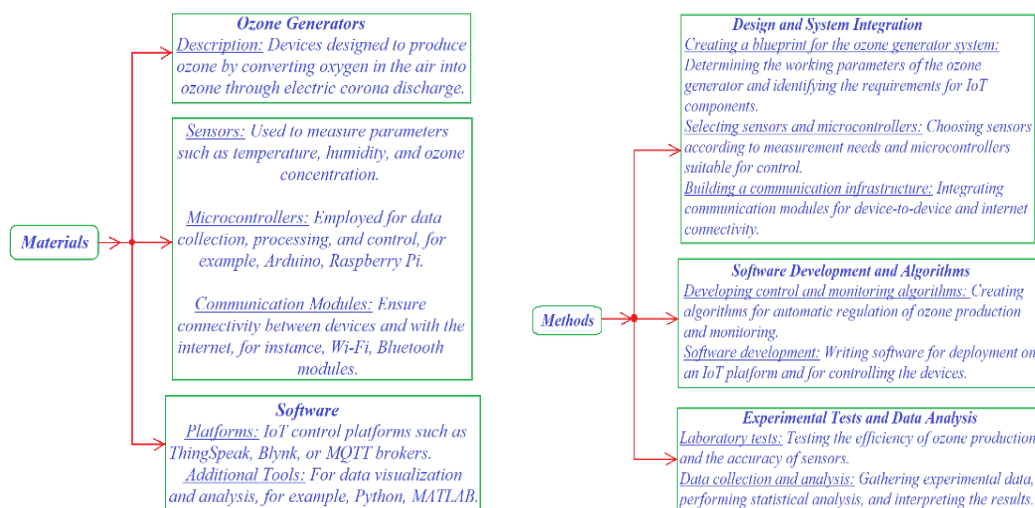 Materials
Ozone Generators
Description: Devices designed to produce
ozone by converting oxygen in the air into
ozone through electric corona discharge.
Sensors: Used to measure parameters
such as temperature, humidity, and ozone
concentration.
Microcontrollers: Employed for data
collection, processing, and control, for
example, Arduino, Raspberry Pi.
Communication Modules: Ensure
connectivity between devices and with the
internet, for instance, Wi-Fi, Bluetooth
modules.
Software
Platforms: IoT control platforms such as
ThingSpeak, Blynk, or MQTT brokers.
Additional Tools: For data visualization
and analysis, for example, Python, MATLAB.
Methods
Design and System Integration
Creating a blueprint for the ozone generator system:
Determining the working parameters of the ozone
generator and identifying the requirements for IoT
components.
Selecting sensors and microcontrollers: Choosing sensors
according to measurement needs and microcontrollers
suitable for control.
Building a communication infrastructure: Integrating
communication modules for device-to-device and internet
connectivity.
Software Development and Algorithms
Developing control and monitoring algorithms: Creating
algorithms for automatic regulation of ozone production
and monitoring.
Software development: Writing software for deployment on
an IoT platform and for controlling the devices.
Experimental Tests and Data Analysis
Laboratory tests: Testing the efficiency of ozone production
and the accuracy of sensors.
Data collection and analysis: Gathering experimental data,
performing statistical analysis, and interpreting the results.